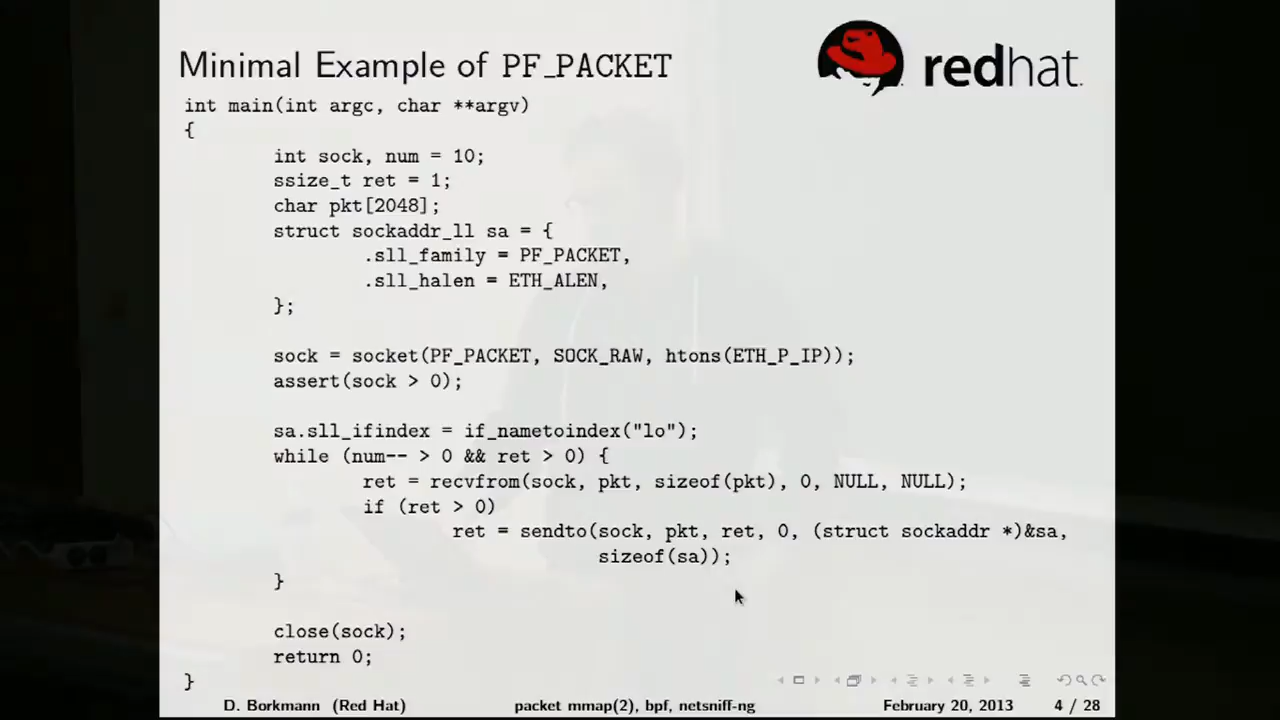 Minimal Example of PF_PACKET
redhat.
int main(int argc, char **argv)
{
int sock, num = 10;
ssize_t ret = 1;
char pkt[2048];
struct sockaddr_ll sa = {
.sll_family = PF_PACKET,
.sll_halen = ETH_ALEN,
};
sock = socket(PF_PACKET, SOCK_RAW, htons(ETH_P_IP));
assert(sock > 0);
sa.sll_ifindex = if_nametoindex("lo");
while (num-- > 0 && ret > 0) {
ret = recvfrom(sock, pkt, sizeof(pkt), 0, NULL, NULL);
if (ret > 0)
ret = sendto(sock, pkt, ret, 0, (struct sockaddr *)&sa,
sizeof(sa));
}
close(sock);
return 0;
}
D. Borkmann (Red Hat) packet mmap(2), bpf, netsniff-ng February 20, 2013 4 / 28